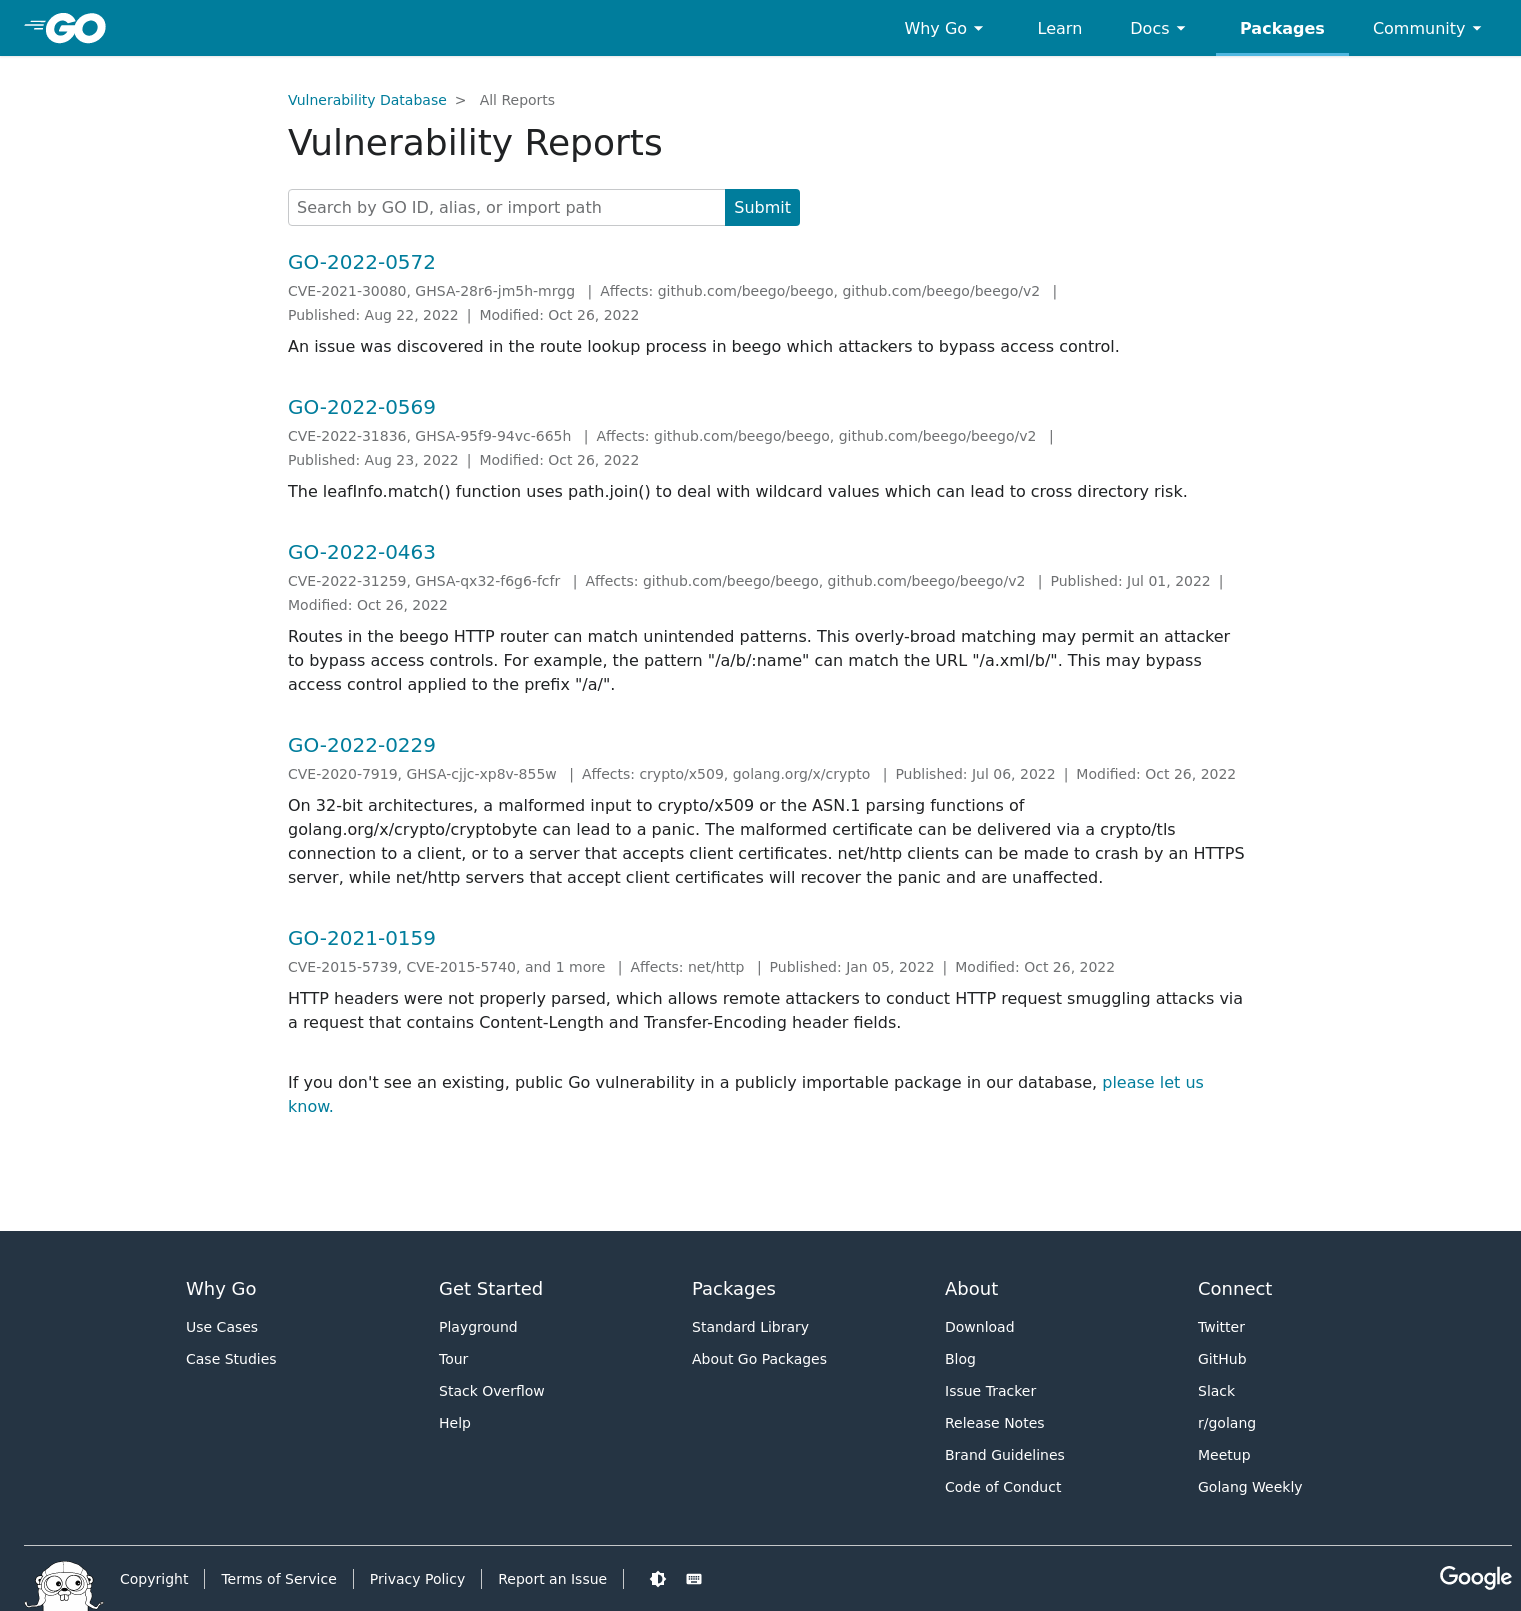 GO
Why Go
Learn
Docs
Packages
Community
Vulnerability Database > All Reports
Vulnerability Reports
Search by GO ID, alias, or import path
Submit
GO-2022-0572
CVE-2021-30080, GHSA-28r6-jm5h-mrgg | Affects: github.com/beego/beego, github.com/beego/beego/v2 |
Published: Aug 22, 2022 | Modified: Oct 26, 2022
An issue was discovered in the route lookup process in beego which attackers to bypass access control.
GO-2022-0569
CVE-2022-31836, GHSA-95f9-94vc-665h | Affects: github.com/beego/beego, github.com/beego/beego/v2 |
Published: Aug 23, 2022 | Modified: Oct 26, 2022
The leafInfo.match() function uses path.join() to deal with wildcard values which can lead to cross directory risk.
GO-2022-0463
CVE-2022-31259, GHSA-qx32-f6g6-fcfr | Affects: github.com/beego/beego, github.com/beego/beego/v2 | Published: Jul 01, 2022 |
Modified: Oct 26, 2022
Routes in the beego HTTP router can match unintended patterns. This overly-broad matching may permit an attacker
to bypass access controls. For example, the pattern "/a/b/:name" can match the URL "/a.xml/b/". This may bypass
access control applied to the prefix "/a/".
GO-2022-0229
CVE-2020-7919, GHSA-cjjc-xp8v-855w | Affects: crypto/x509, golang.org/x/crypto | Published: Jul 06, 2022 | Modified: Oct 26, 2022
On 32-bit architectures, a malformed input to crypto/x509 or the ASN.1 parsing functions of
golang.org/x/crypto/cryptobyte can lead to a panic. The malformed certificate can be delivered via a crypto/tls
connection to a client, or to a server that accepts client certificates. net/http clients can be made to crash by an HTTPS
server, while net/http servers that accept client certificates will recover the panic and are unaffected.
GO-2021-0159
CVE-2015-5739, CVE-2015-5740, and 1 more | Affects: net/http | Published: Jan 05, 2022 | Modified: Oct 26, 2022
HTTP headers were not properly parsed, which allows remote attackers to conduct HTTP request smuggling attacks via
a request that contains Content-Length and Transfer-Encoding header fields.
If you don't see an existing, public Go vulnerability in a publicly importable package in our database, please let us
know.
Why Go
Use Cases
Case Studies
Get Started
Playground
Tour
Stack Overflow
Help
Packages
Standard Library
About Go Packages
About
Download
Blog
Issue Tracker
Release Notes
Brand Guidelines
Code of Conduct
Connect
Twitter
GitHub
Slack
r/golang
Meetup
Golang Weekly
Copyright
Terms of Service
Privacy Policy
Report an Issue
Google